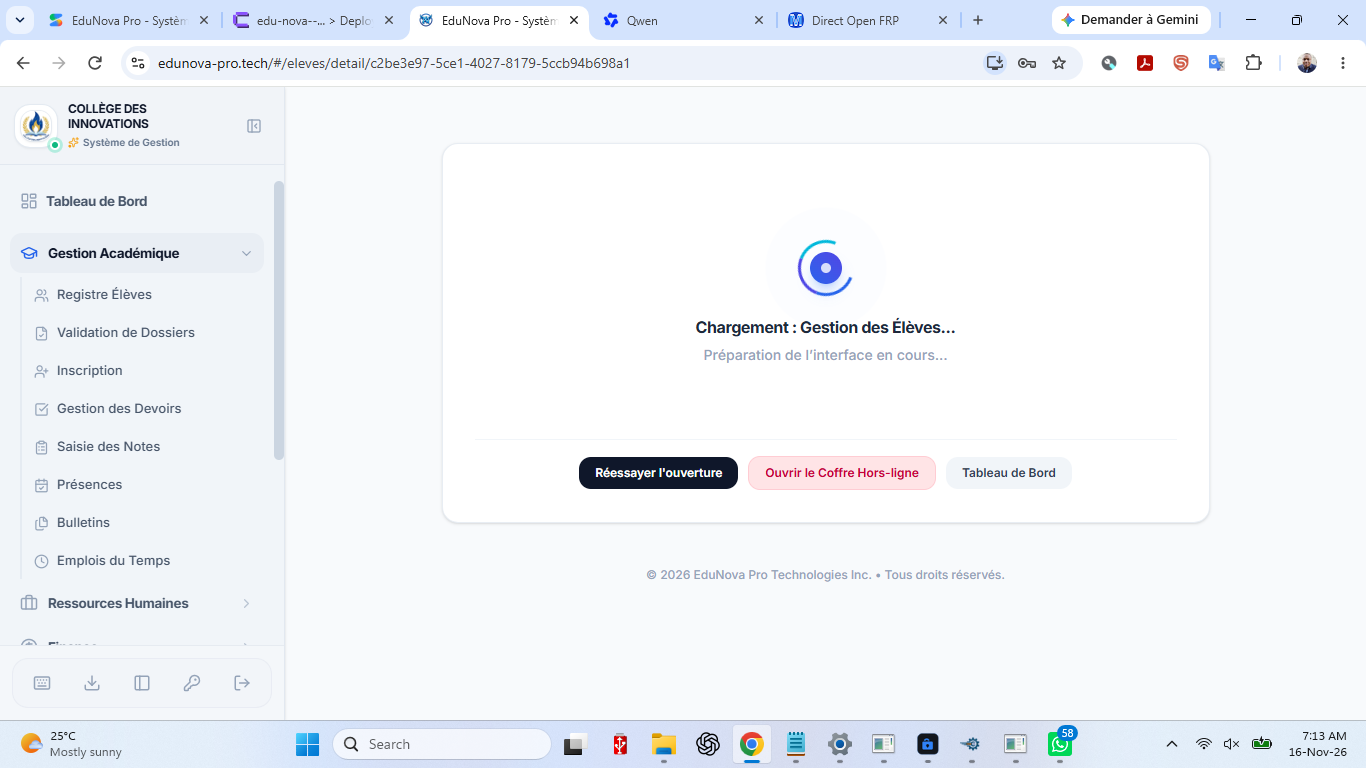 EduNova Pro - Systèm
edu-nova--... > Deplo
EduNova Pro - Systèm
Qwen
Direct Open FRP
Demander à Gemini
edunova-pro.tech/#/eleves/detail/c2be3e97-5ce1-4027-8179-5ccb94b698a1
COLLÈGE DES
INNOVATIONS
Système de Gestion
Tableau de Bord
Gestion Académique
Registre Élèves
Validation de Dossiers
Inscription
Gestion des Devoirs
Saisie des Notes
Présences
Bulletins
Emplois du Temps
Ressources Humaines
Chargement : Gestion des Élèves...
Préparation de l'interface en cours...
Réessayer l'ouverture
Ouvrir le Coffre Hors-ligne
Tableau de Bord
© 2026 EduNova Pro Technologies Inc. • Tous droits réservés.
25°C
Mostly sunny
Search
58
7:13 AM
16-Nov-26